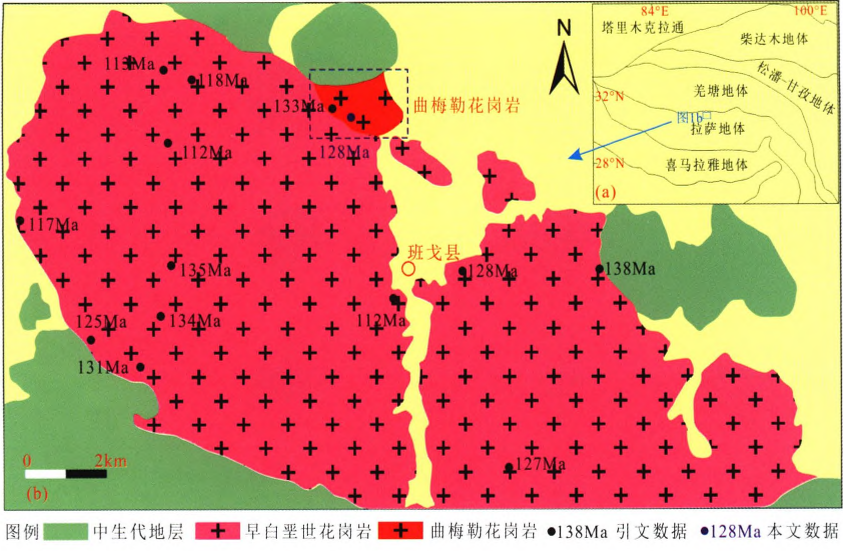 84°E 100°E
塔里木克拉通
柴达木地体
松潘-甘孜地体
羌塘地体
32°N
图1b
拉萨地体
28°N
喜马拉雅地体
(a)
N
113Ma
118Ma
133Ma
曲梅勒花岗岩
128Ma
112Ma
117Ma
班戈县
135Ma
128Ma
138Ma
112Ma
134Ma
125Ma
131Ma
127Ma
0 2km
(b)
图例 中生代地层 早白垩世花岗岩 曲梅勒花岗岩 138Ma 引文数据 128Ma 本文数据